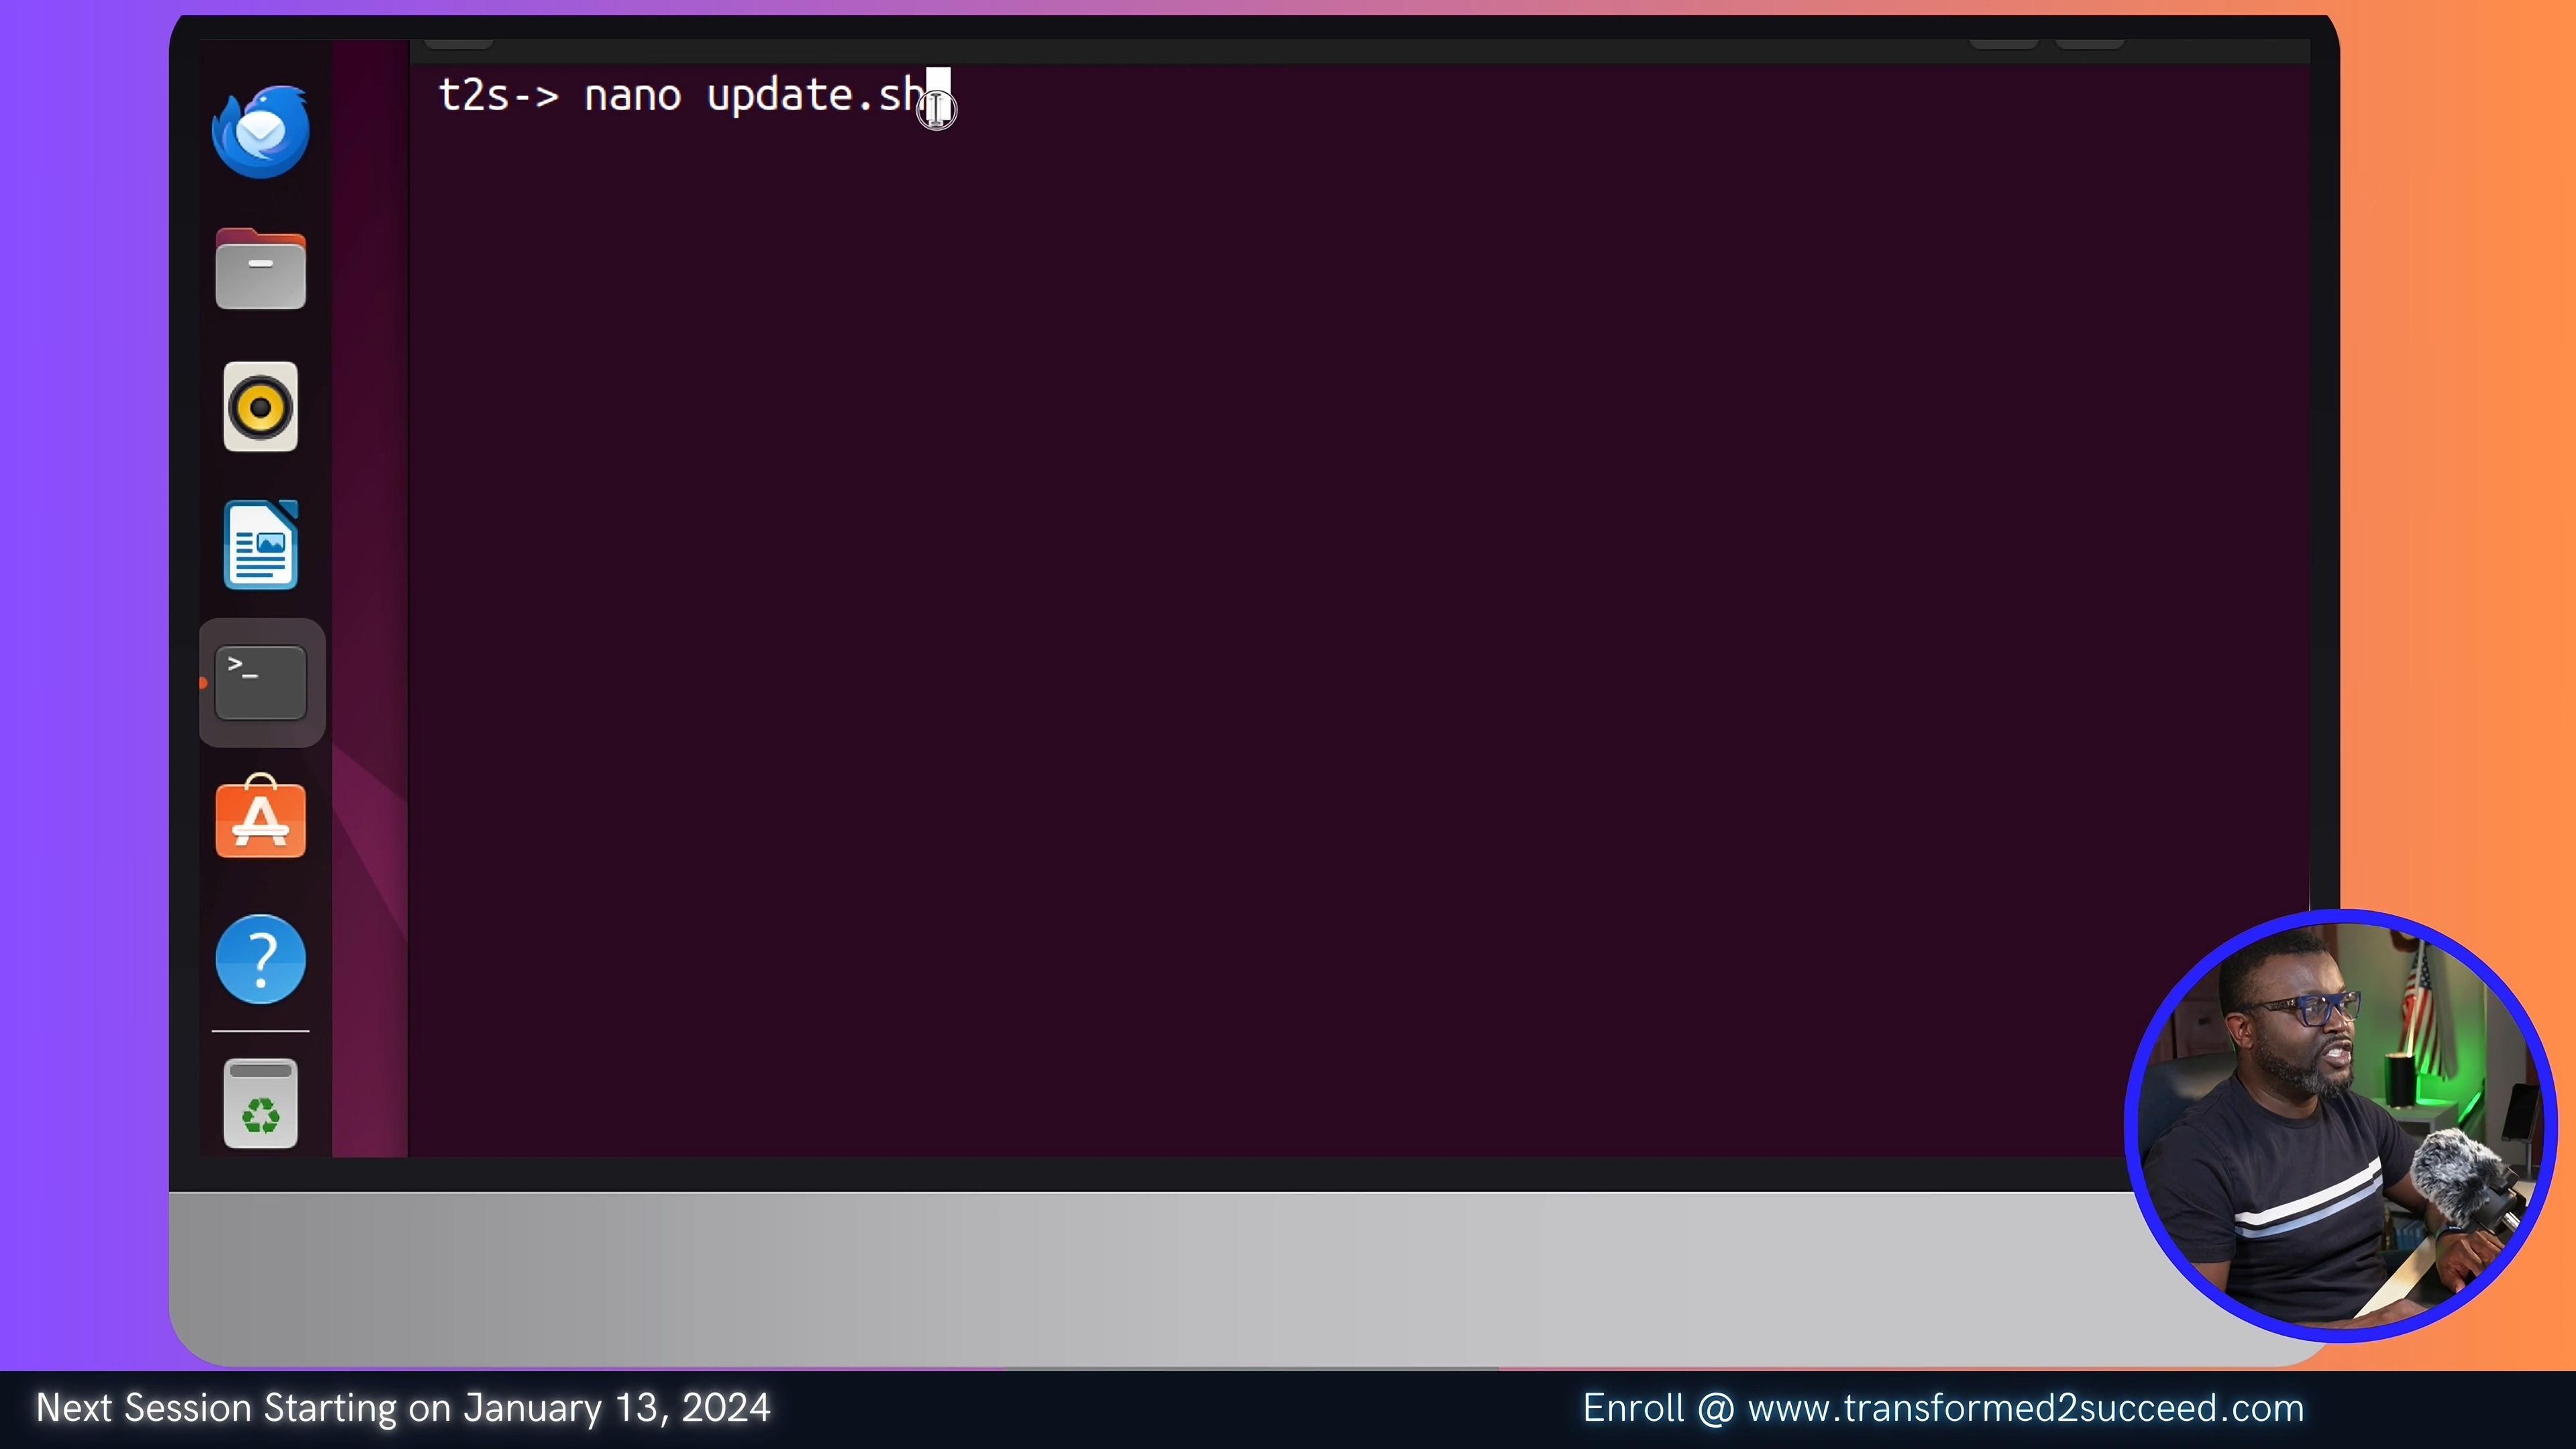 t2s-> nano update.sh
>_
?
Next Session Starting on January 13, 2024
Enroll @ www.transformed2succeed.com